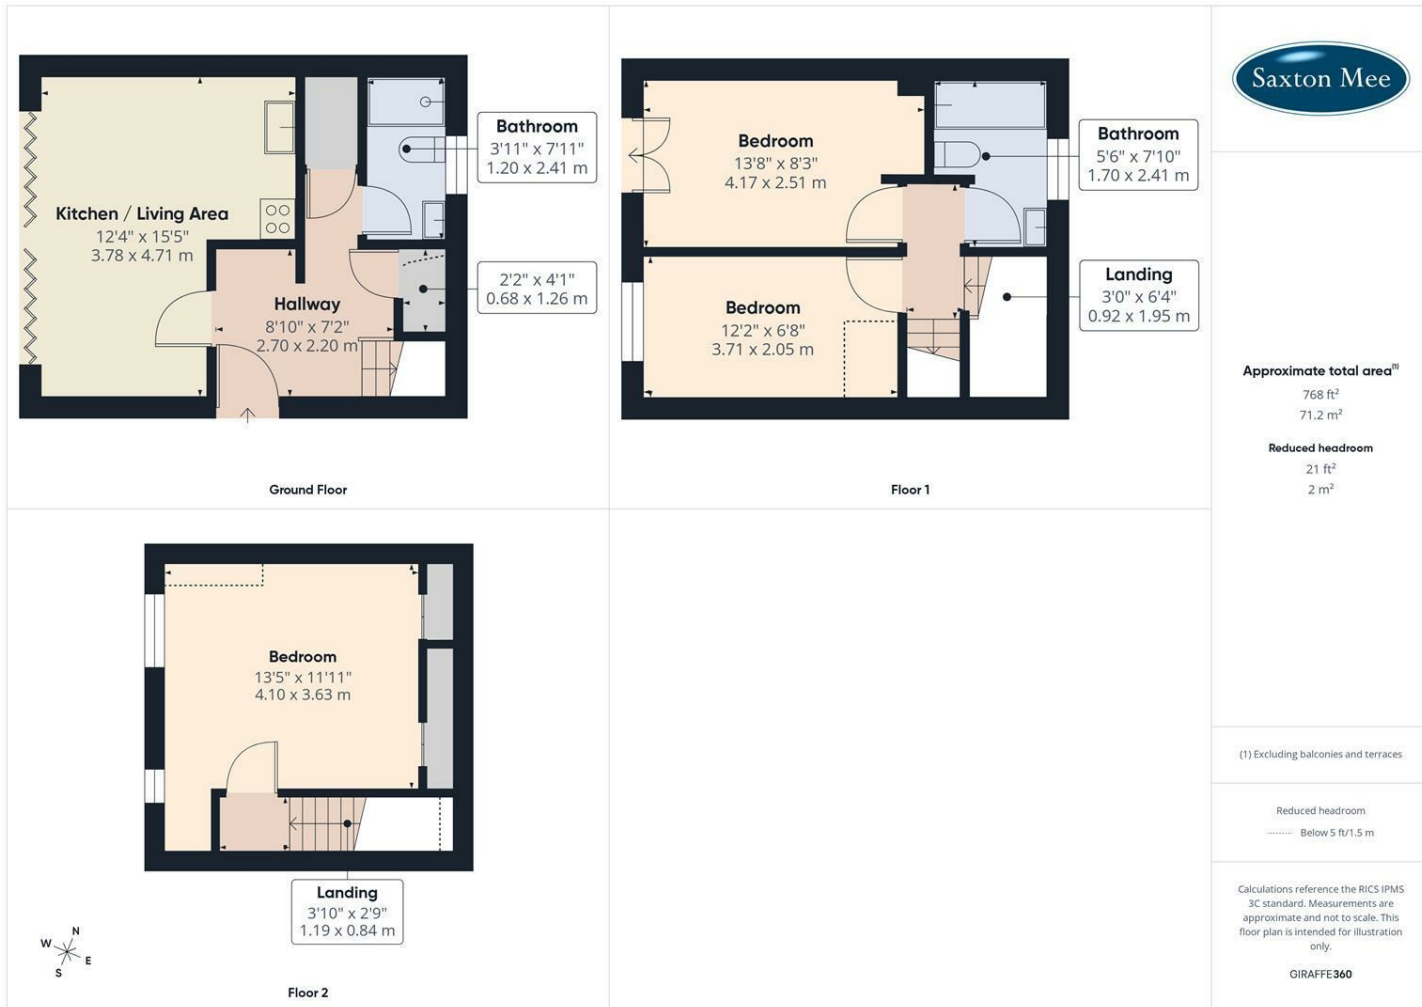 Bathroom
3'11" x 7'11"
1.20 x 2.41 m
Kitchen / Living Area
12'4" x 15'5"
3.78 x 4.71 m
2'2" x 4'1"
0.68 x 1.26 m
Hallway
8'10" x 7'2"
2.70 x 2.20 m
Ground Floor
Bedroom
13'8" x 8'3"
4.17 x 2.51 m
Bathroom
5'6" x 7'10"
1.70 x 2.41 m
Landing
3'0" x 6'4"
0.92 x 1.95 m
Bedroom
12'2" x 6'8"
3.71 x 2.05 m
Floor 1
Bedroom
13'5" x 11'11"
4.10 x 3.63 m
Landing
3'10" x 2'9"
1.19 x 0.84 m
N
W
E
S
Floor 2
Saxton Mee
Approximate total area(1)
768 ft²
71.2 m²
Reduced headroom
21 ft²
2 m²
(1) Excluding balconies and terraces
Reduced headroom
Below 5 ft/1.5 m
Calculations reference the RICS IPMS
3C standard. Measurements are
approximate and not to scale. This
floor plan is intended for illustration
only.
GIRAFFE360